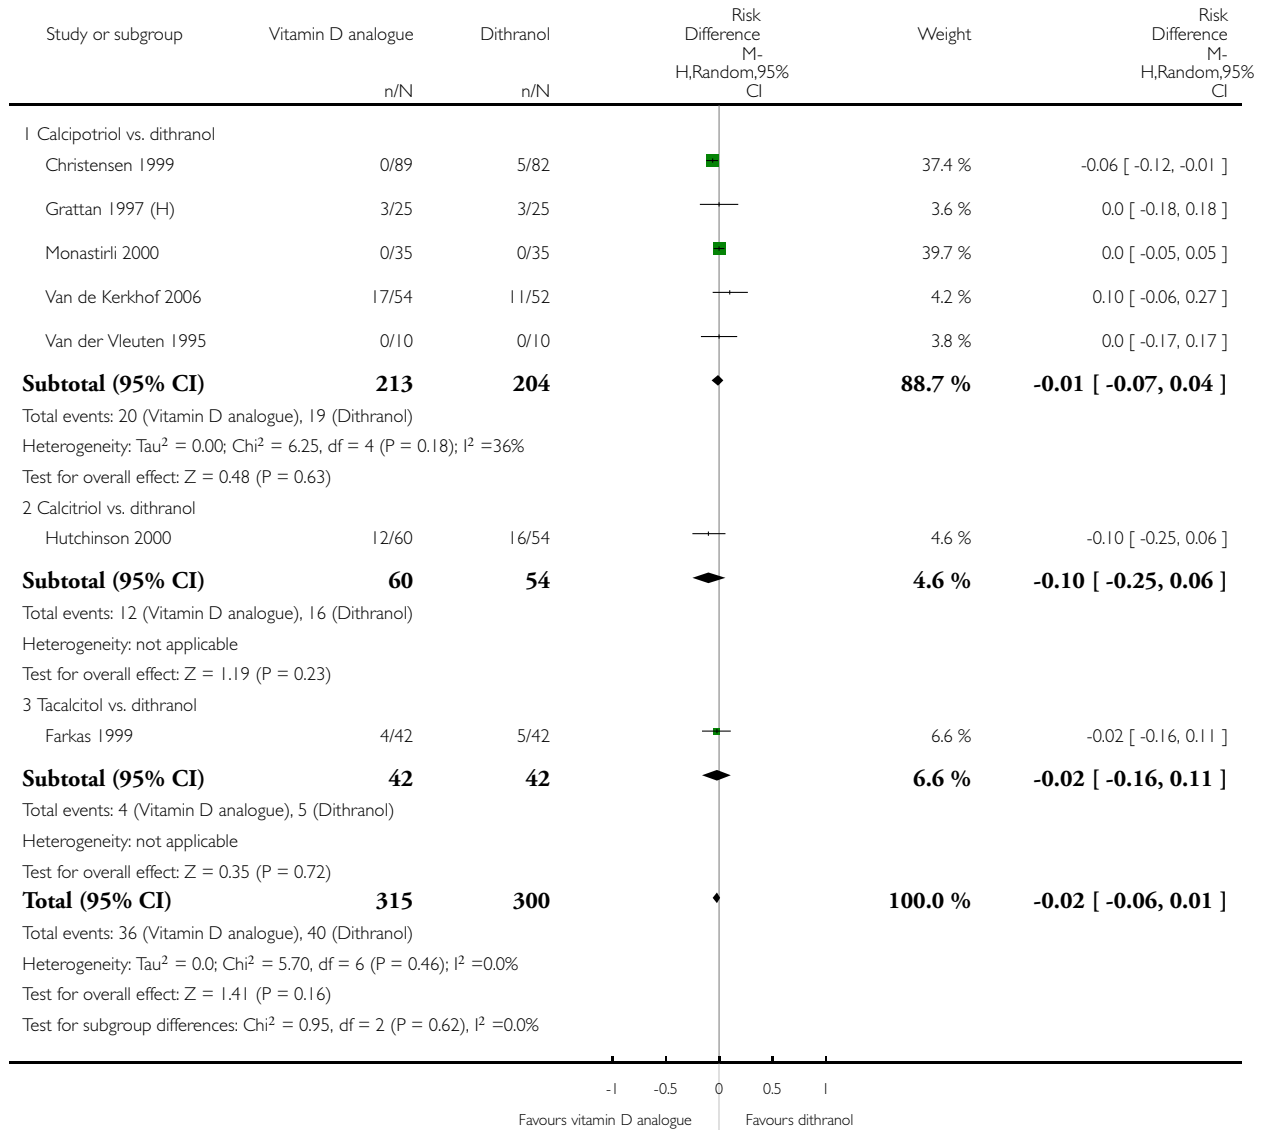 Study or subgroup Vitamin D analogue Dithranol Risk Difference Weight Risk Difference
M-H,Random,95% CI M-H,Random,95% CI
n/N n/N
1 Calcipotriol vs. dithranol
Christensen 1999 0/89 5/82 37.4 % -0.06 [ -0.12, -0.01 ]
Grattan 1997 (H) 3/25 3/25 3.6 % 0.0 [ -0.18, 0.18 ]
Monastirli 2000 0/35 0/35 39.7 % 0.0 [ -0.05, 0.05 ]
Van de Kerkhof 2006 17/54 11/52 4.2 % 0.10 [ -0.06, 0.27 ]
Van der Vleuten 1995 0/10 0/10 3.8 % 0.0 [ -0.17, 0.17 ]
Subtotal (95% CI) 213 204 88.7 % -0.01 [ -0.07, 0.04 ]
Total events: 20 (Vitamin D analogue), 19 (Dithranol)
Heterogeneity: Tau² = 0.00; Chi² = 6.25, df = 4 (P = 0.18); I² =36%
Test for overall effect: Z = 0.48 (P = 0.63)
2 Calcitriol vs. dithranol
Hutchinson 2000 12/60 16/54 4.6 % -0.10 [ -0.25, 0.06 ]
Subtotal (95% CI) 60 54 4.6 % -0.10 [ -0.25, 0.06 ]
Total events: 12 (Vitamin D analogue), 16 (Dithranol)
Heterogeneity: not applicable
Test for overall effect: Z = 1.19 (P = 0.23)
3 Tacalcitol vs. dithranol
Farkas 1999 4/42 5/42 6.6 % -0.02 [ -0.16, 0.11 ]
Subtotal (95% CI) 42 42 6.6 % -0.02 [ -0.16, 0.11 ]
Total events: 4 (Vitamin D analogue), 5 (Dithranol)
Heterogeneity: not applicable
Test for overall effect: Z = 0.35 (P = 0.72)
Total (95% CI) 315 300 100.0 % -0.02 [ -0.06, 0.01 ]
Total events: 36 (Vitamin D analogue), 40 (Dithranol)
Heterogeneity: Tau² = 0.0; Chi² = 5.70, df = 6 (P = 0.46); I² =0.0%
Test for overall effect: Z = 1.41 (P = 0.16)
Test for subgroup differences: Chi² = 0.95, df = 2 (P = 0.62), I² =0.0%
-1 -0.5 0 0.5 1
Favours vitamin D analogue Favours dithranol